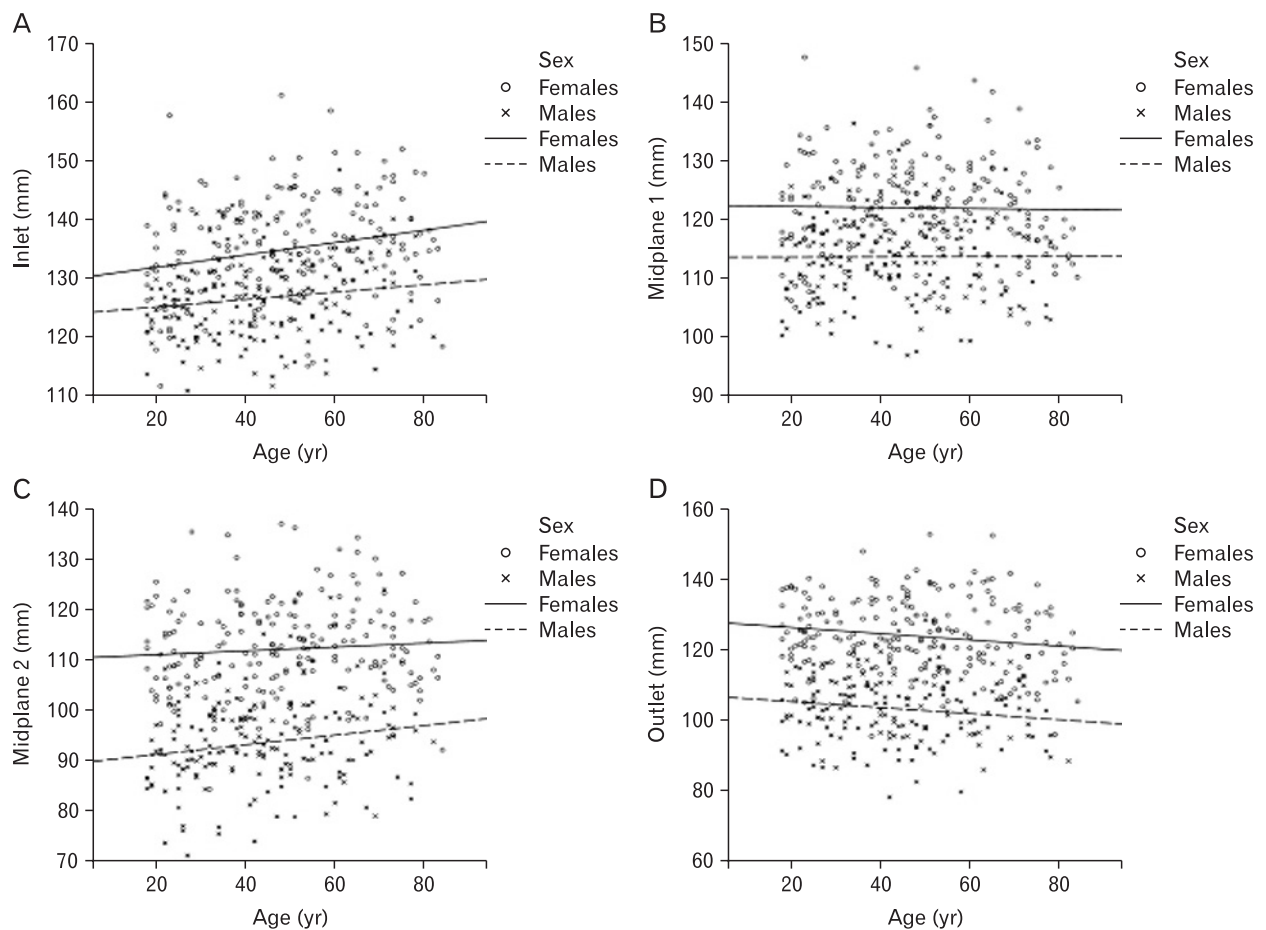 A
Inlet (mm)
170
160
150
140
130
120
110
20 40 60 80
Age (yr)
Sex
Females
Males
Females
Males
B
Midplane 1 (mm)
150
140
130
120
110
100
90
20 40 60 80
Age (yr)
Sex
Females
Males
Females
Males
C
Midplane 2 (mm)
140
130
120
110
100
90
80
70
20 40 60 80
Age (yr)
Sex
Females
Males
Females
Males
D
Outlet (mm)
160
140
120
100
80
60
20 40 60 80
Age (yr)
Sex
Females
Males
Females
Males